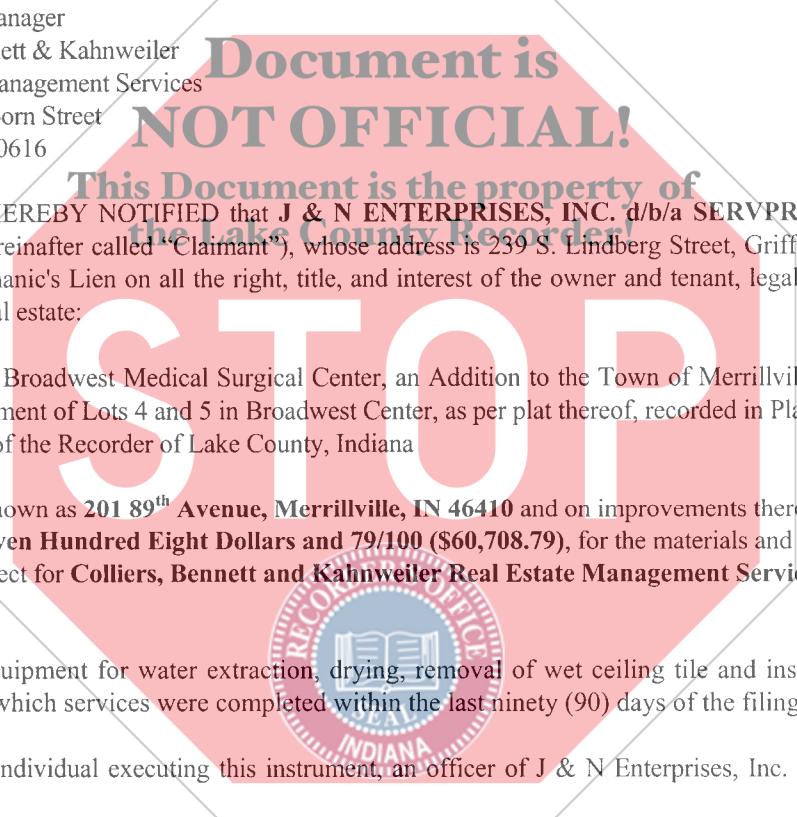 anager
ett & Kahnweiler
anagement Services
orn Street
0616
Document is
NOT OFFICIAL!
This Document is the property of
the Lake County Recorder!
EREBY NOTIFIED that J & N ENTERPRISES, INC. d/b/a SERVPR
reinafter called “Claimant”), whose address is 239 S. Lindberg Street, Griff
anic's Lien on all the right, title, and interest of the owner and tenant, legal
l estate:
STOP
Broadwest Medical Surgical Center, an Addition to the Town of Merrillvil
ment of Lots 4 and 5 in Broadwest Center, as per plat thereof, recorded in Pla
of the Recorder of Lake County, Indiana
nown as 201 89th Avenue, Merrillville, IN 46410 and on improvements there
ven Hundred Eight Dollars and 79/100 ($60,708.79), for the materials and
ect for Colliers, Bennett and Kahnweiler Real Estate Management Servic
RECORDER'S OFFICE
SEAL
INDIANA
quipment for water extraction, drying, removal of wet ceiling tile and ins
which services were completed within the last ninety (90) days of the filing
individual executing this instrument, an officer of J & N Enterprises, Inc.